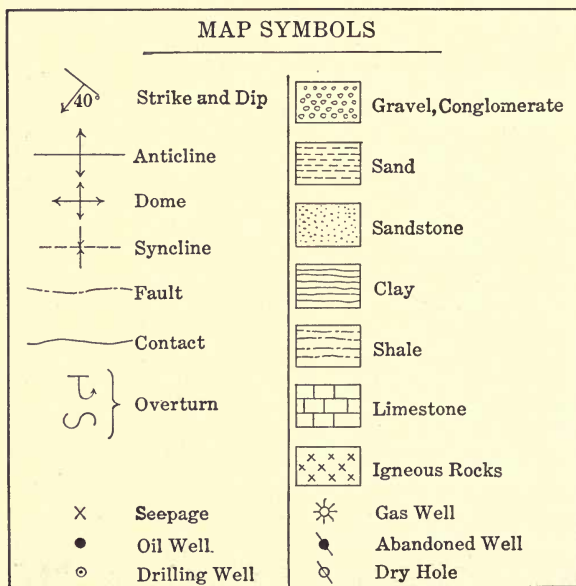 MAP SYMBOLS
40°
Strike and Dip
Anticline
Dome
Syncline
Fault
Contact
Overturn
Seepage
Oil Well.
Drilling Well
Gravel, Conglomerate
Sand
Sandstone
Clay
Shale
Limestone
Igneous Rocks
Gas Well
Abandoned Well
Dry Hole